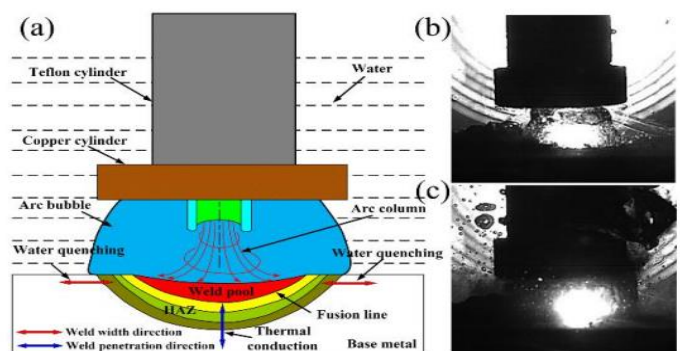 (a)
Teflon cylinder
Water
Copper cylinder
Arc bubble
Arc column
Water quenching
Water quenching
Weld pool
HAZ
Fusion line
Weld width direction
Thermal
Weld penetration direction
conduction
Base metal
(b)
(c)